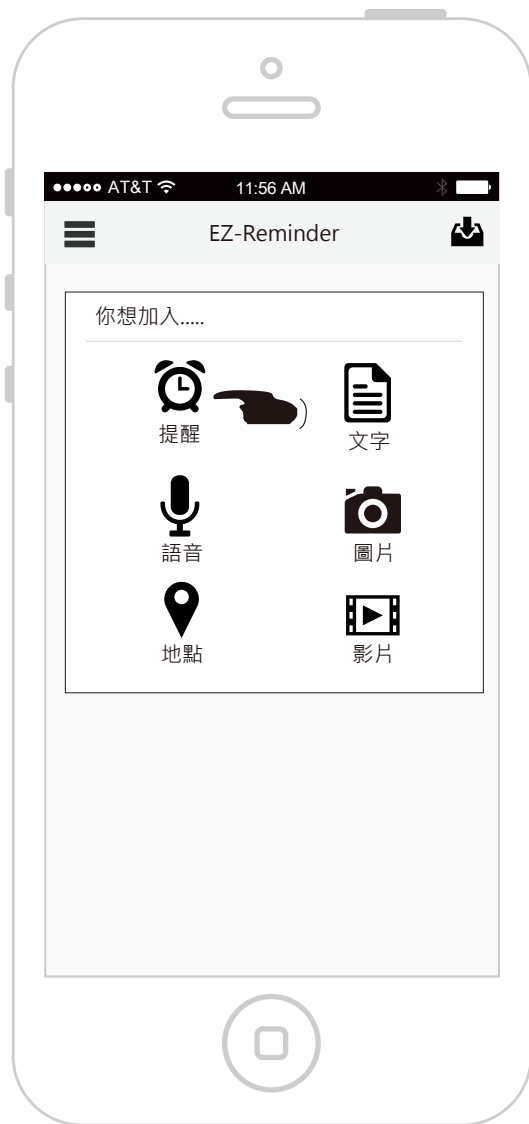 AT&T 11:56 AM
EZ-Reminder
你想加入.....
提醒 文字
語音 圖片
地點 影片